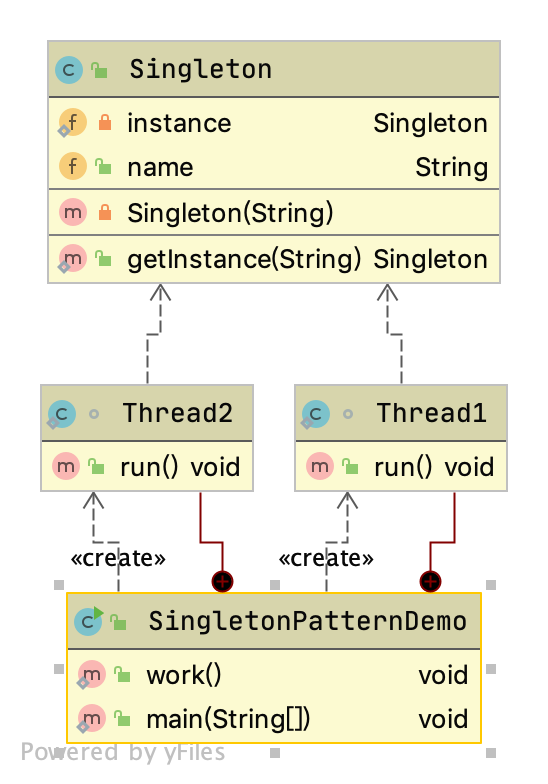 Singleton
instance Singleton
name String
Singleton(String)
getInstance(String) Singleton
Thread2 Thread1
run() void run() void
«create» «create»
SingletonPatternDemo
work() void
main(String[]) void
Powered by yFiles